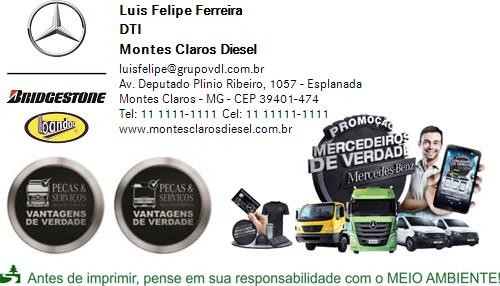 Luis Felipe Ferreira
DTI
Montes Claros Diesel
luisfelipe@grupovdl.com.br
Av. Deputado Plinio Ribeiro, 1057 - Esplanada
Montes Claros - MG - CEP 39401-474
Tel: 11 1111-1111 Cel: 11 11111-1111
www.montesclarosdiesel.com.br
BRIDGESTONE
bandag
PROMOÇÃO
MERCEDEIROS
DE VERDADE
Mercedes-Benz
PEÇAS &
SERVIÇOS
VANTAGENS
DE VERDADE
PEÇAS &
SERVIÇOS
VANTAGENS
DE VERDADE
Antes de imprimir, pense em sua responsabilidade com o MEIO AMBIENTE!